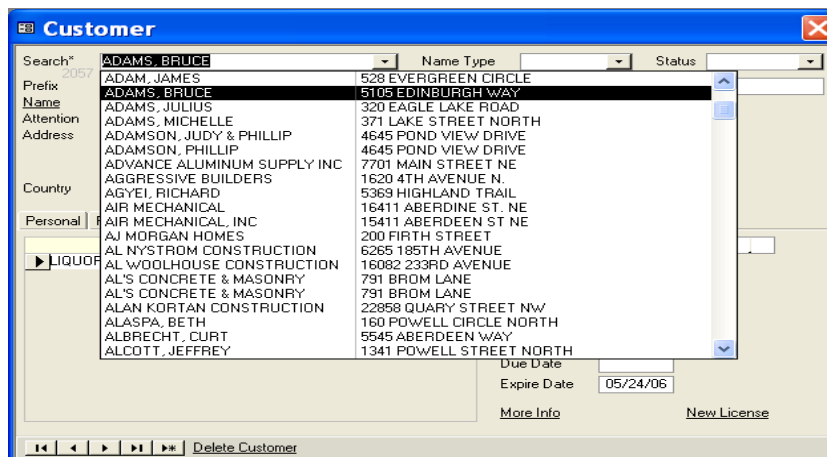 Customer
Search* ADAMS, BRUCE Name Type Status
2057
Prefix
Name
Attention
Address
Country
ADAM, JAMES 528 EVERGREEN CIRCLE
ADAMS, BRUCE 5105 EDINBURGH WAY
ADAMS, JULIUS 320 EAGLE LAKE ROAD
ADAMS, MICHELLE 371 LAKE STREET NORTH
ADAMSON, JUDY & PHILLIP 4645 POND VIEW DRIVE
ADAMSON, PHILLIP 4645 POND VIEW DRIVE
ADVANCE ALUMINUM SUPPLY INC 7701 MAIN STREET NE
AGGRESSIVE BUILDERS 1620 4TH AVENUE N.
AGYEI, RICHARD 5369 HIGHLAND TRAIL
AIR MECHANICAL 16411 ABERDINE ST. NE
AIR MECHANICAL, INC 15411 ABERDEEN ST NE
AJ MORGAN HOMES 200 FIRTH STREET
AL NYSTROM CONSTRUCTION 6265 185TH AVENUE
AL WOOLHOUSE CONSTRUCTION 16082 233RD AVENUE
AL'S CONCRETE & MASONRY 791 BROM LANE
AL'S CONCRETE & MASONRY 791 BROM LANE
ALAN KORTAN CONSTRUCTION 22858 QUARY STREET NW
ALASPA, BETH 160 POWELL CIRCLE NORTH
ALBRECHT, CURT 5545 ABERDEEN WAY
ALCOTT, JEFFREY 1341 POWELL STREET NORTH
Personal
LIQUOR
Due Date
Expire Date 05/24/06
More Info New License
Delete Customer